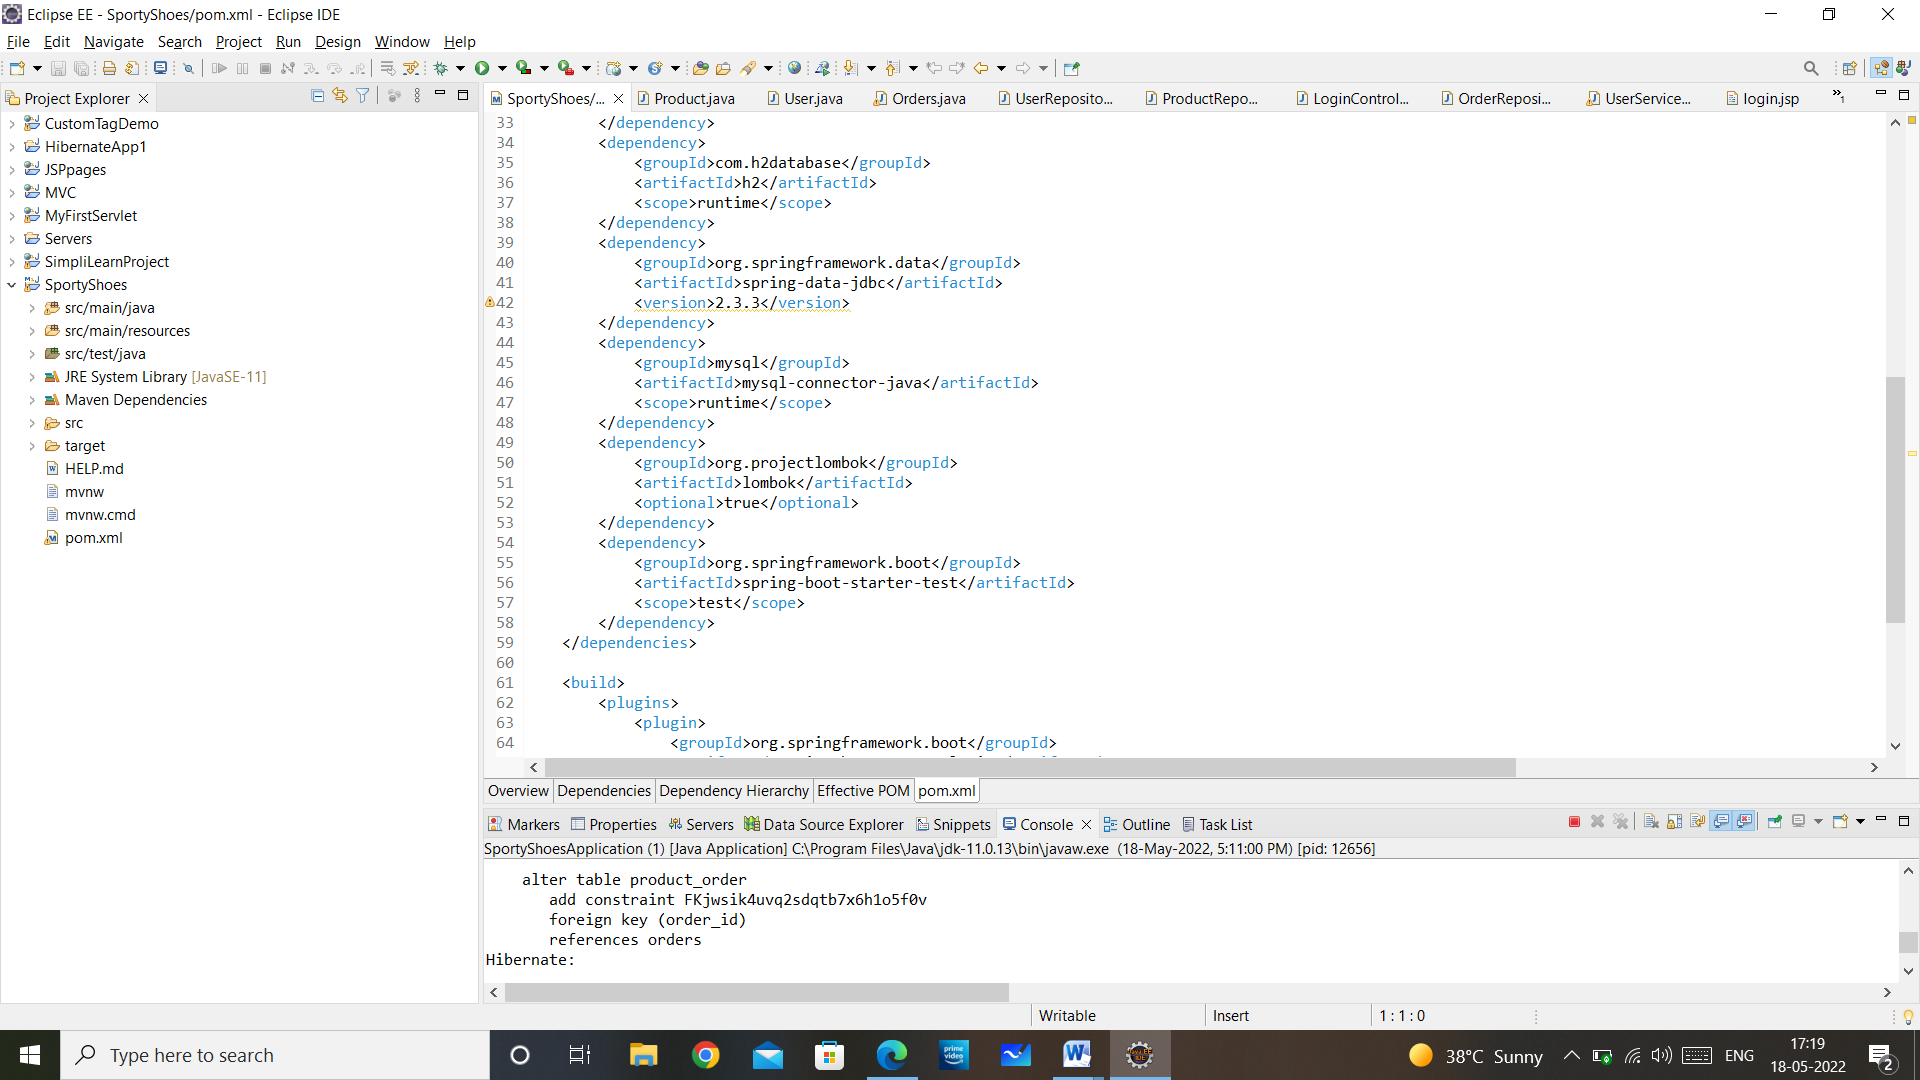 Eclipse EE - SportyShoes/pom.xml - Eclipse IDE
File Edit Navigate Search Project Run Design Window Help
Project Explorer
CustomTagDemo
HibernateApp1
JSPpages
MVC
MyFirstServlet
Servers
SimpliLearnProject
SportyShoes
src/main/java
src/main/resources
src/test/java
JRE System Library [JavaSE-11]
Maven Dependencies
src
target
HELP.md
mvnw
mvnw.cmd
pom.xml
SportyShoes/... Product.java User.java Orders.java UserReposito... ProductRepo... LoginControl... OrderReposi... UserService... login.jsp »1
33 </dependency>
34 <dependency>
35 <groupId>com.h2database</groupId>
36 <artifactId>h2</artifactId>
37 <scope>runtime</scope>
38 </dependency>
39 <dependency>
40 <groupId>org.springframework.data</groupId>
41 <artifactId>spring-data-jdbc</artifactId>
42 <version>2.3.3</version>
43 </dependency>
44 <dependency>
45 <groupId>mysql</groupId>
46 <artifactId>mysql-connector-java</artifactId>
47 <scope>runtime</scope>
48 </dependency>
49 <dependency>
50 <groupId>org.projectlombok</groupId>
51 <artifactId>lombok</artifactId>
52 <optional>true</optional>
53 </dependency>
54 <dependency>
55 <groupId>org.springframework.boot</groupId>
56 <artifactId>spring-boot-starter-test</artifactId>
57 <scope>test</scope>
58 </dependency>
59 </dependencies>
60
61 <build>
62 <plugins>
63 <plugin>
64 <groupId>org.springframework.boot</groupId>
Overview Dependencies Dependency Hierarchy Effective POM pom.xml
Markers Properties Servers Data Source Explorer Snippets Console Outline Task List
SportyShoesApplication (1) [Java Application] C:\Program Files\Java\jdk-11.0.13\bin\javaw.exe (18-May-2022, 5:11:00 PM) [pid: 12656]
alter table product_order
add constraint FKjwsik4uvq2sdqtb7x6h1o5f0v
foreign key (order_id)
references orders
Hibernate:
Writable Insert 1 : 1 : 0
Type here to search
prime video
38°C Sunny
ENG
17:19
18-05-2022
2